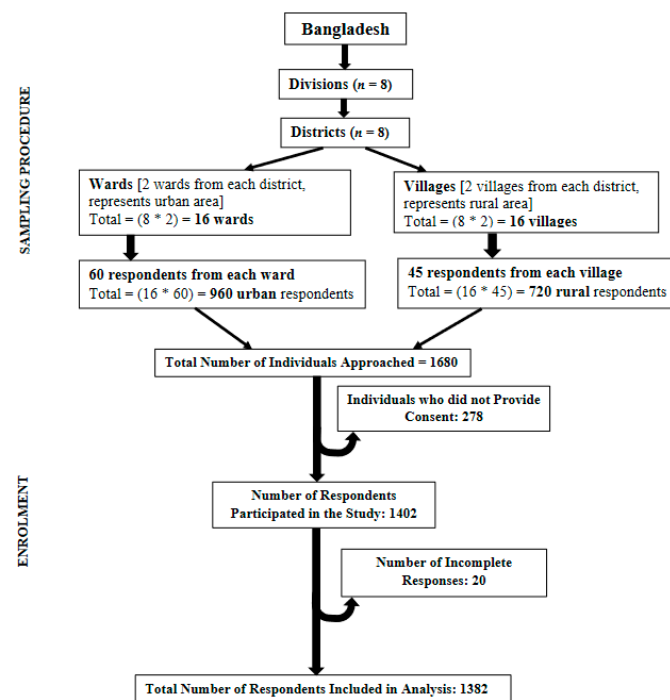 Bangladesh
Divisions (n = 8)
Districts (n = 8)
SAMPLING PROCEDURE
Wards [2 wards from each district,
represents urban area]
Total = (8 * 2) = 16 wards
Villages [2 villages from each district,
represents rural area]
Total = (8 * 2) = 16 villages
60 respondents from each ward
Total = (16 * 60) = 960 urban respondents
45 respondents from each village
Total = (16 * 45) = 720 rural respondents
Total Number of Individuals Approached = 1680
Individuals who did not Provide
Consent: 278
ENROLMENT
Number of Respondents
Participated in the Study: 1402
Number of Incomplete
Responses: 20
Total Number of Respondents Included in Analysis: 1382